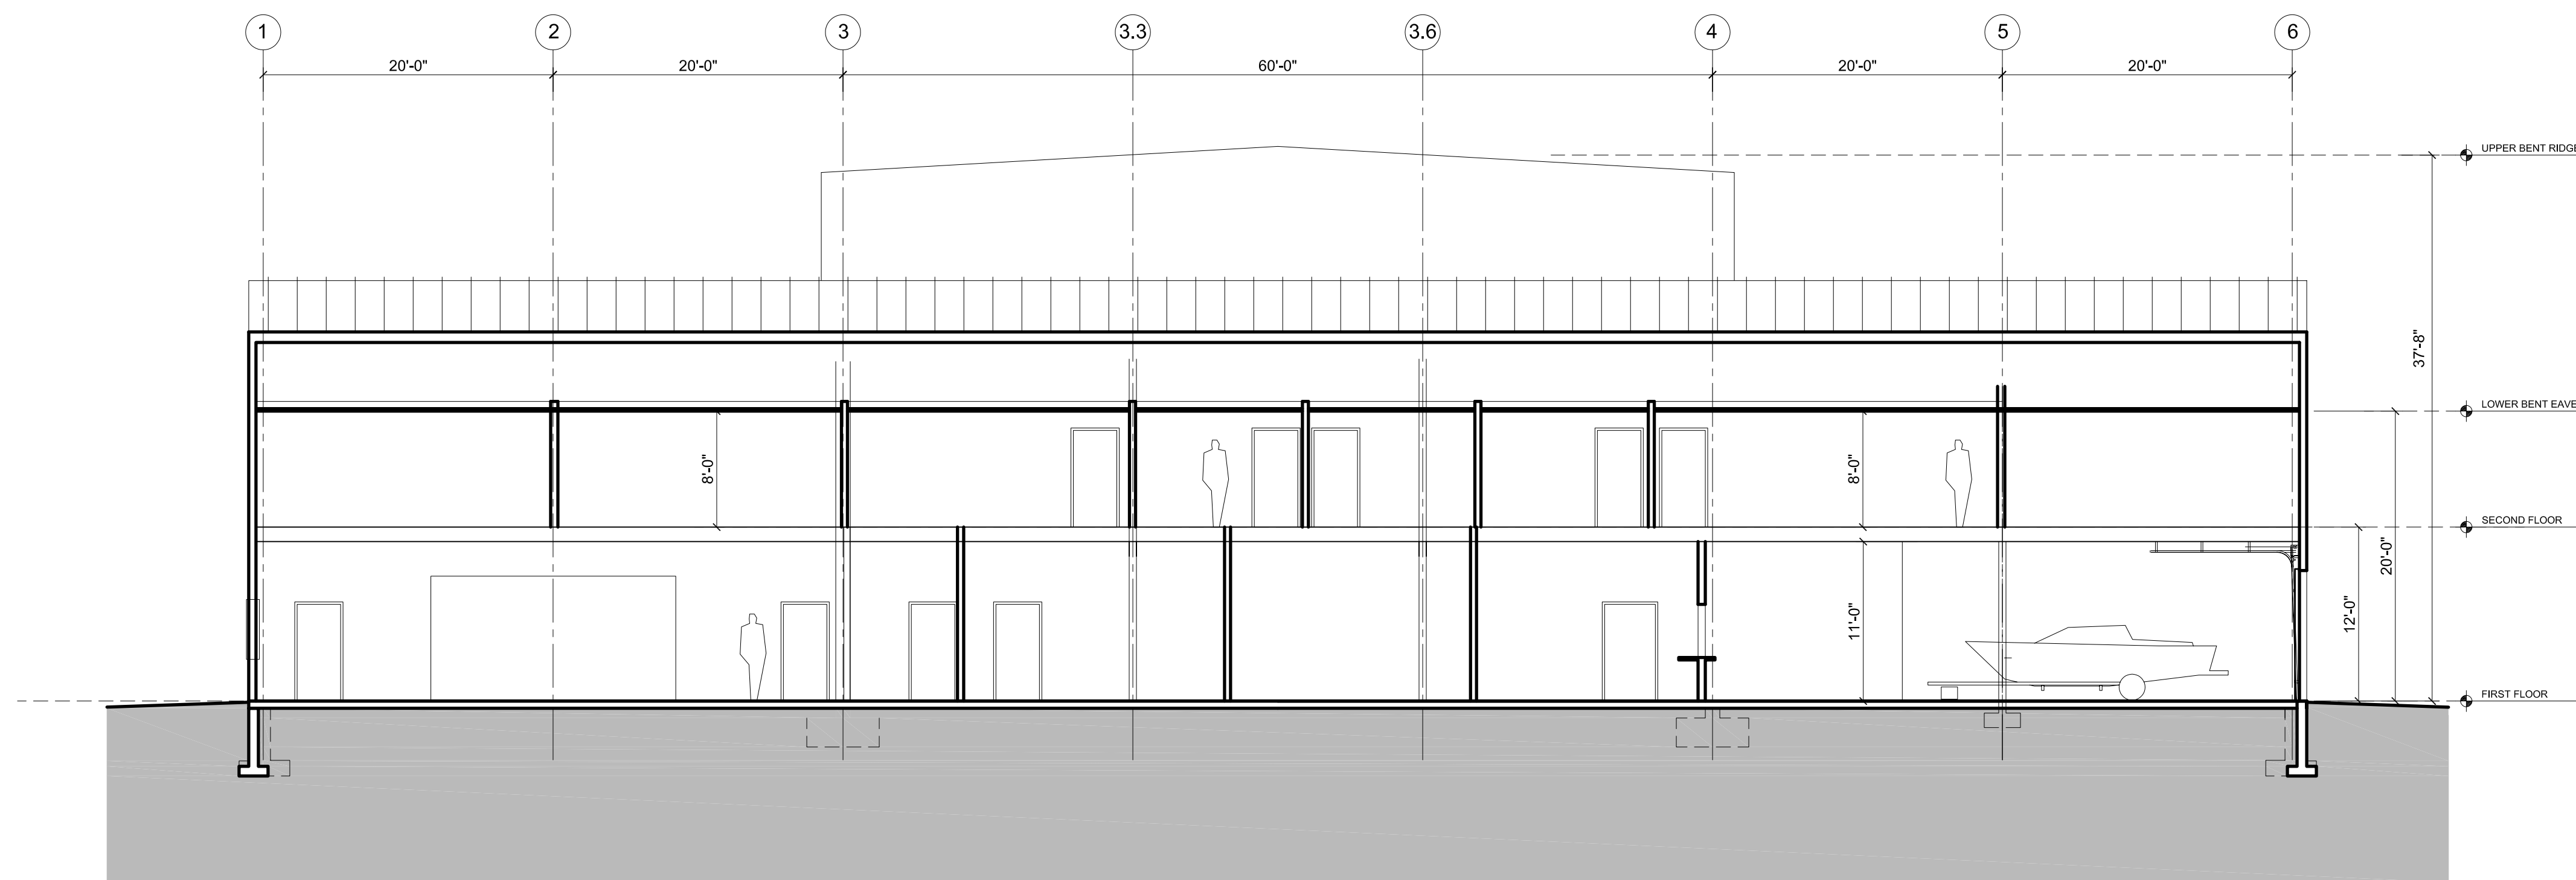 1 2 3 3.3 3.6 4 5 6
20'-0" 20'-0" 60'-0" 20'-0" 20'-0"
UPPER BENT RIDGE
37'-8"
LOWER BENT EAVE
8'-0" 8'-0"
SECOND FLOOR
20'-0"
12'-0"
11'-0"
FIRST FLOOR